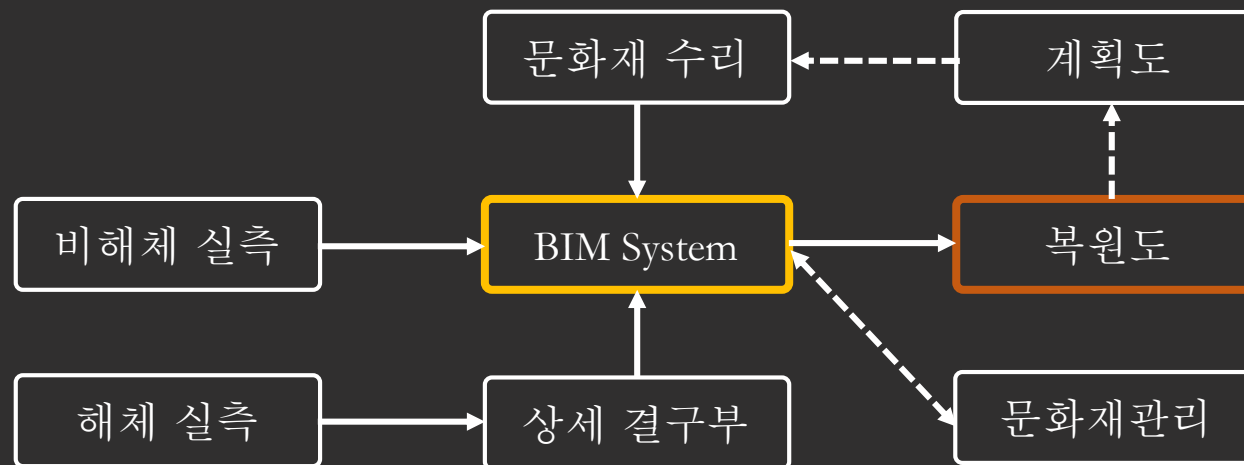 문화재 수리
계획도
비해체 실측
BIM System
복원도
해체 실측
상세 결구부
문화재관리